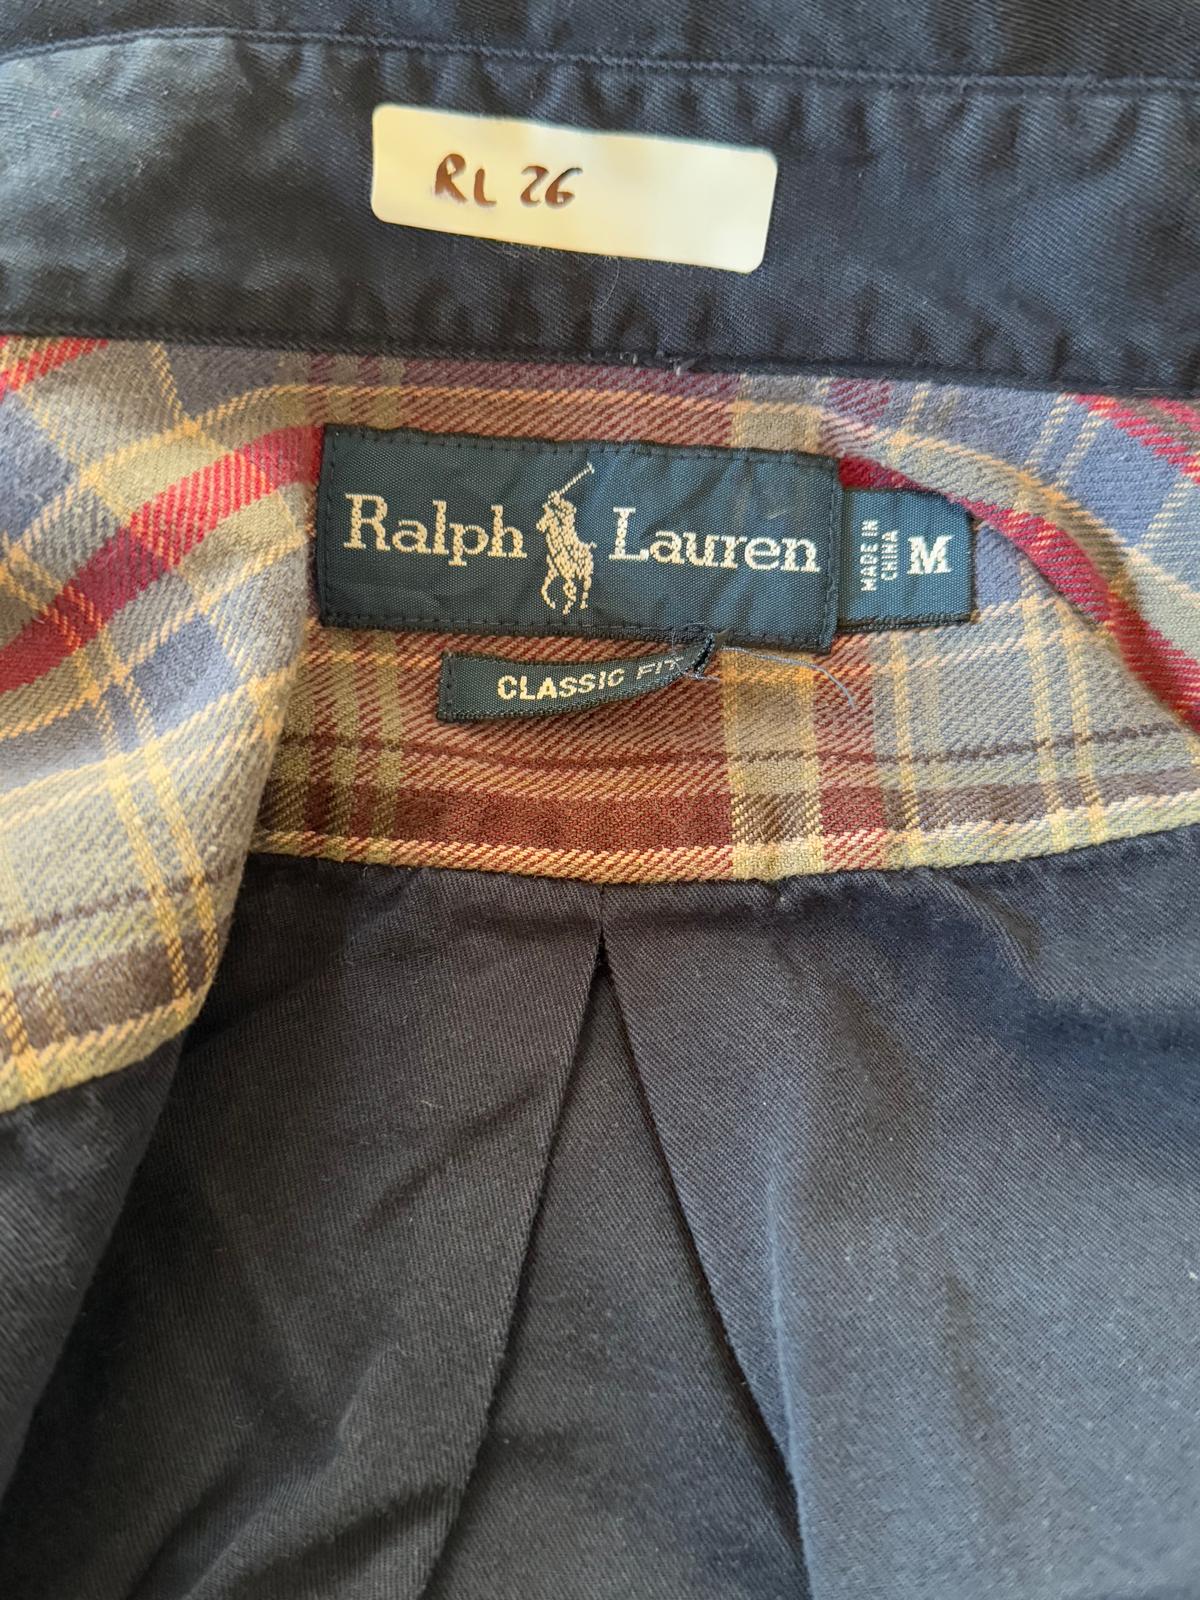 RL 26
Ralph Lauren
MADE IN
CHINA
M
CLASSIC FIT